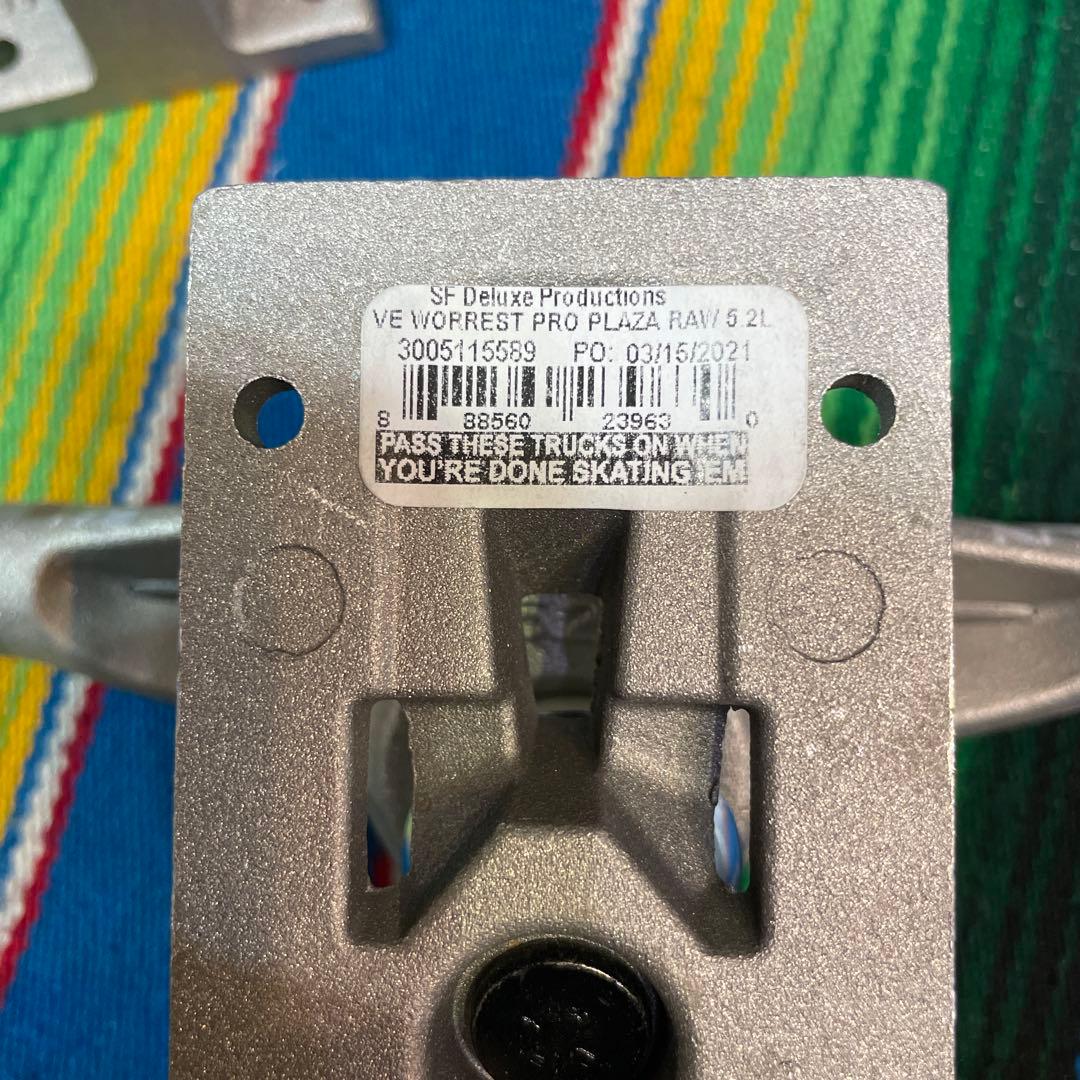 SF Deluxe Productions
VE WORREST PRO PLAZA RAW 5.2L
3005115589 PO: 03/15/2021
8 88560 23963 0
PASS THESE TRUCKS ON WHEN
YOU'RE DONE SKATING 'EM